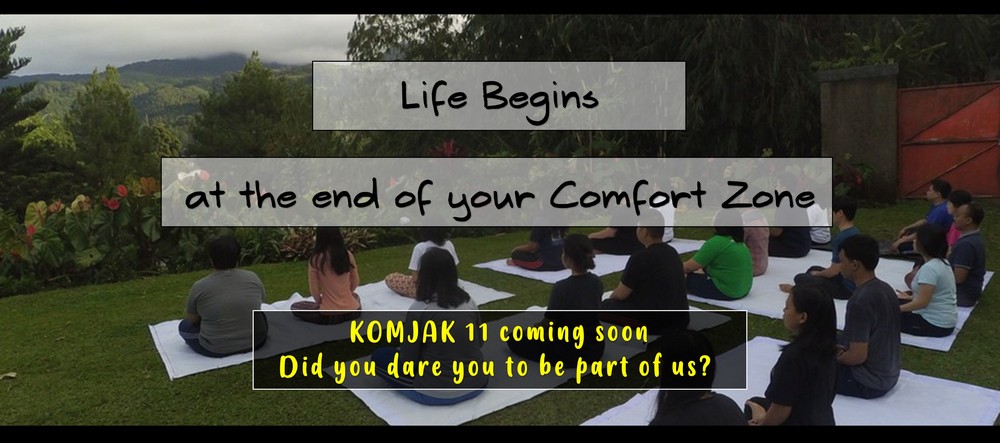 Life Begins
at the end of your Comfort Zone
KOMJAK 11 coming soon
Did you dare you to be part of us?